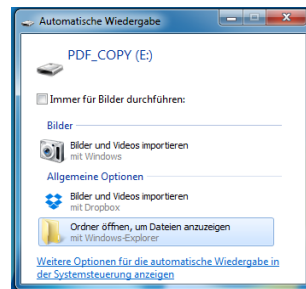 Automatische Wiedergabe
PDF_COPY (E:)
Immer für Bilder durchführen:
Bilder
Bilder und Videos importieren
mit Windows
Allgemeine Optionen
Bilder und Videos importieren
mit Dropbox
Ordner öffnen, um Dateien anzuzeigen
mit Windows-Explorer
Weitere Optionen für die automatische Wiedergabe in
der Systemsteuerung anzeigen